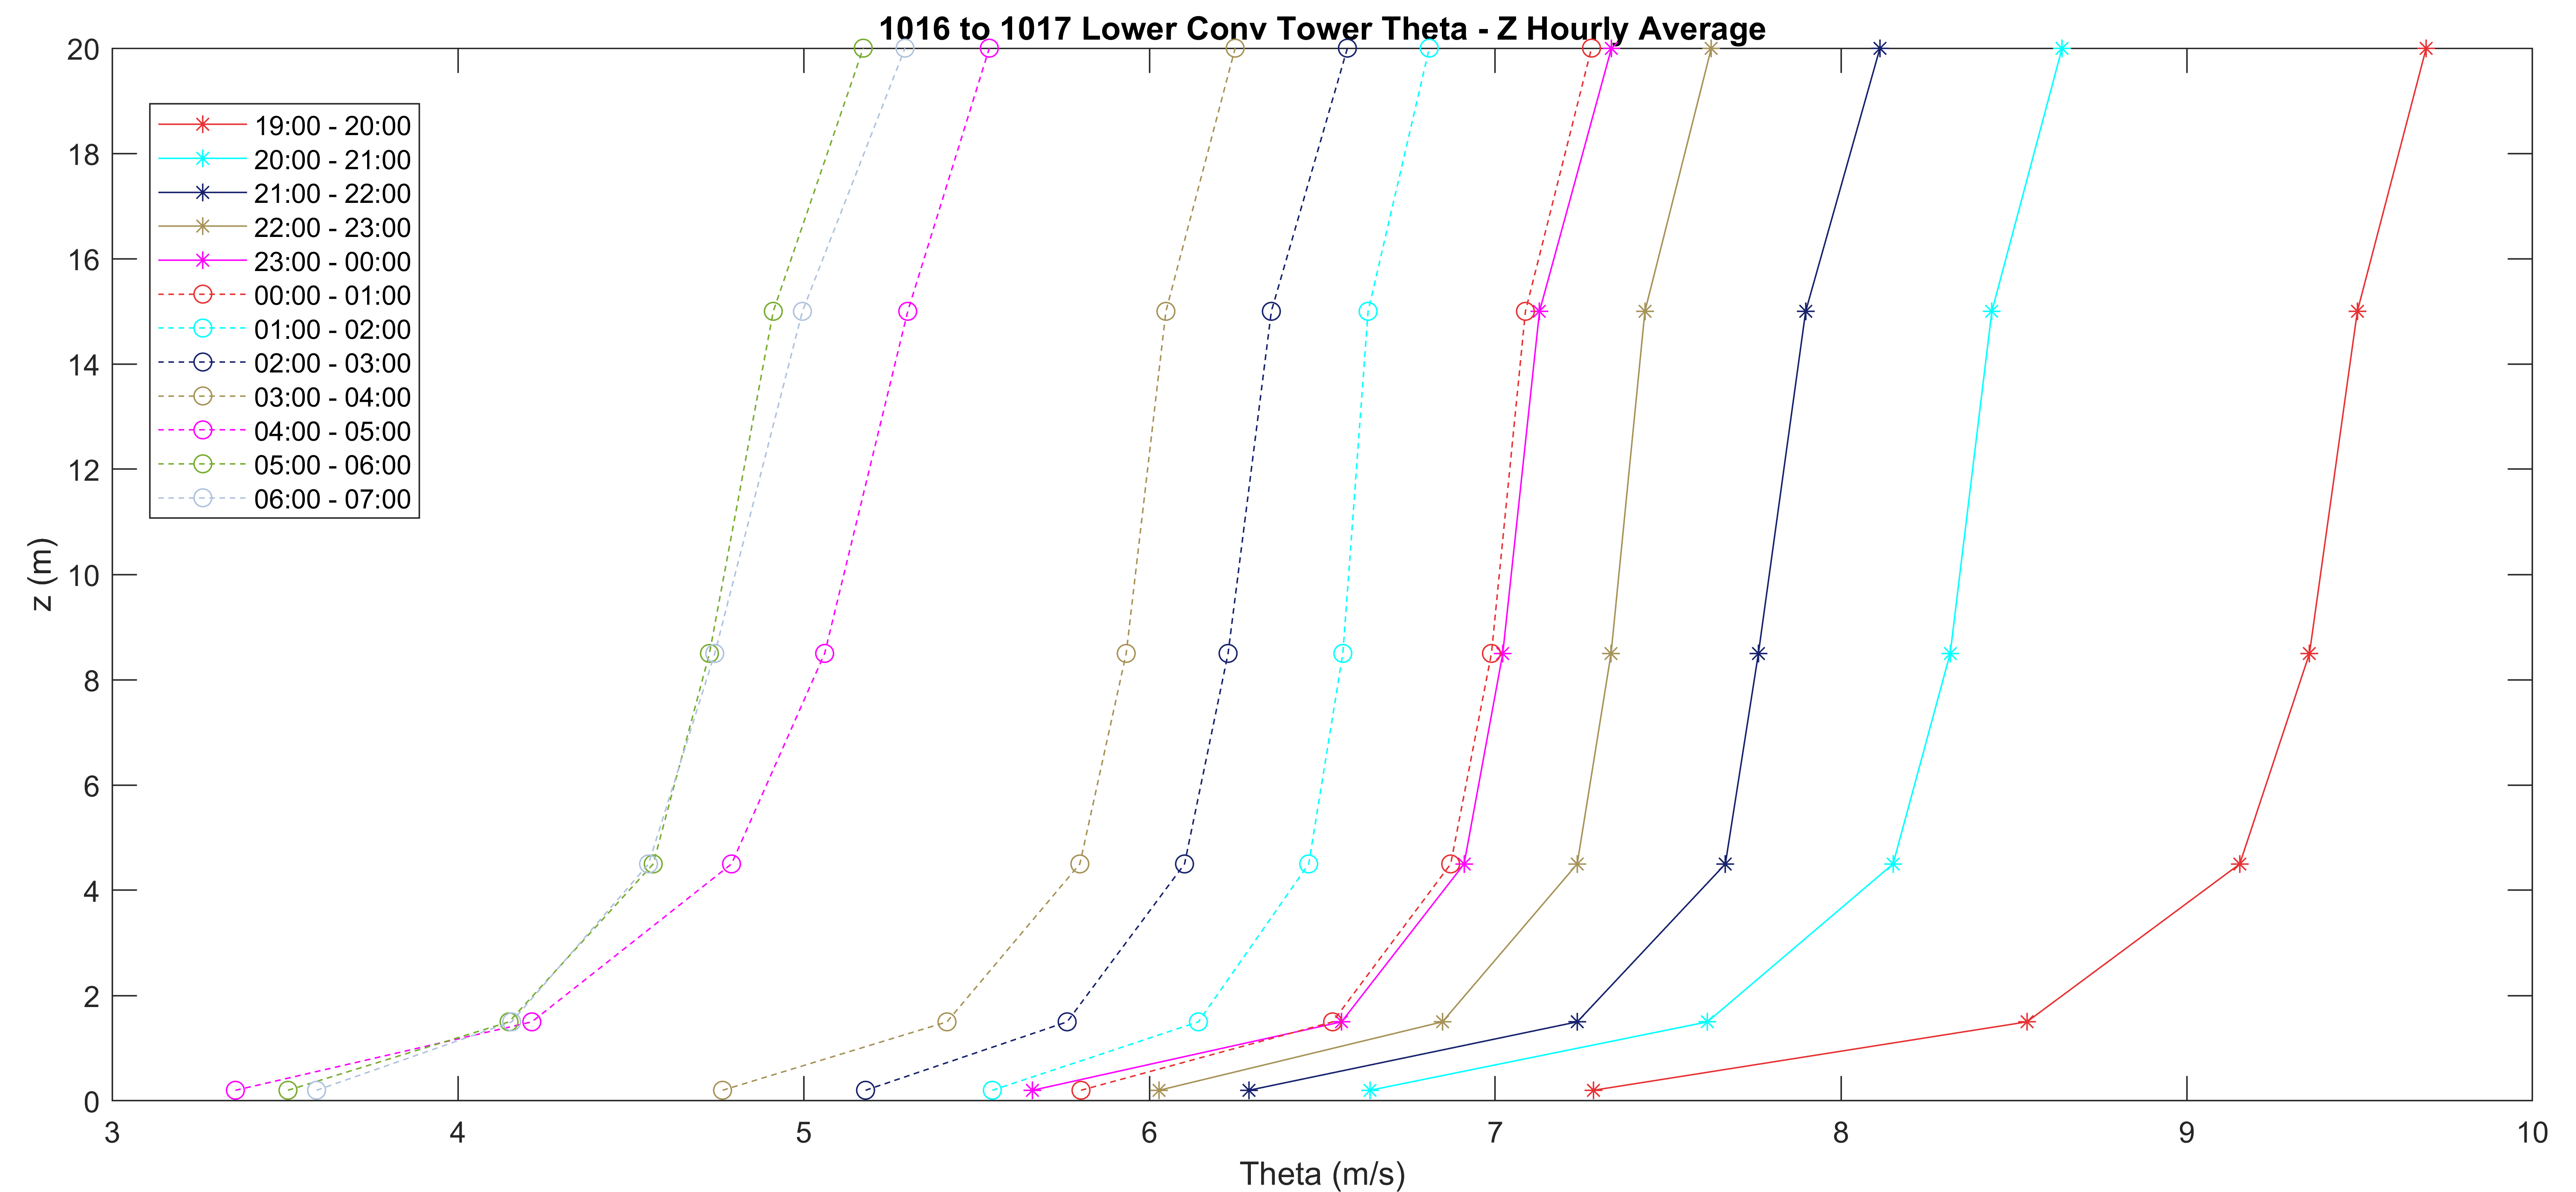 1016 to 1017 Lower Conv Tower Theta - Z Hourly Average
20
18
16
14
12
10
8
6
4
2
0
z (m)
19:00 - 20:00
20:00 - 21:00
21:00 - 22:00
22:00 - 23:00
23:00 - 00:00
00:00 - 01:00
01:00 - 02:00
02:00 - 03:00
03:00 - 04:00
04:00 - 05:00
05:00 - 06:00
06:00 - 07:00
3 4 5 6 7 8 9 10
Theta (m/s)